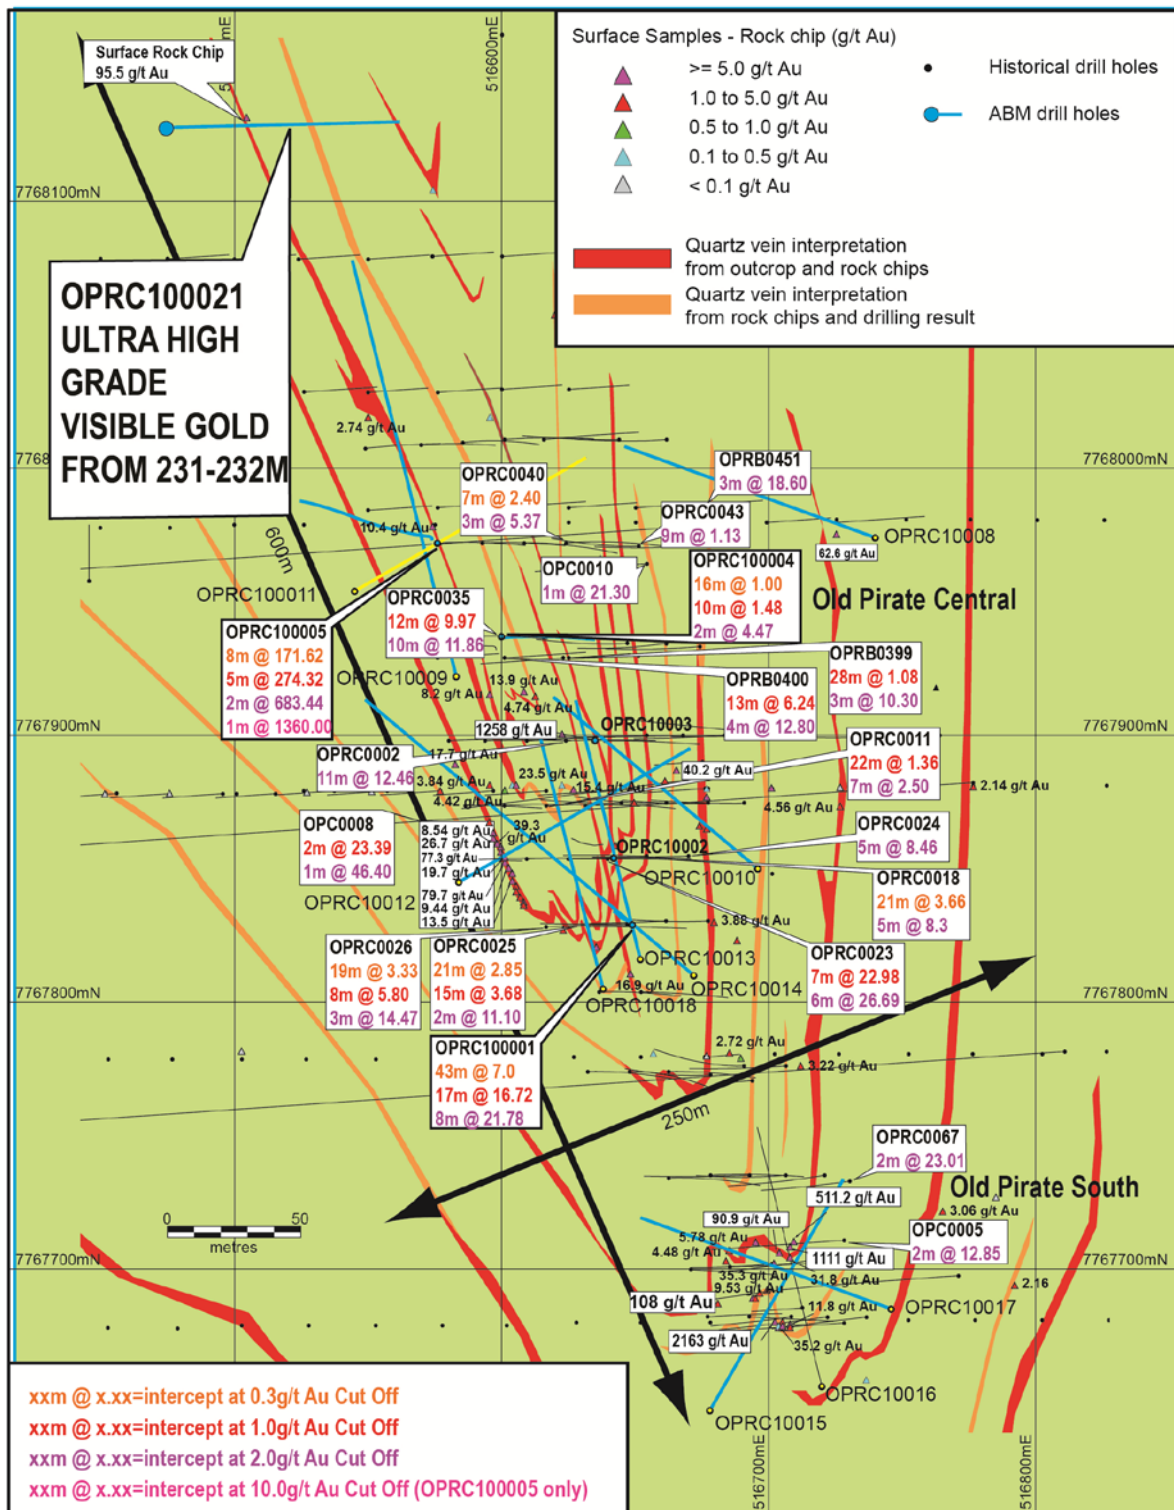 Surface Rock Chip
95.5 g/t Au
516600mE
Surface Samples - Rock chip (g/t Au)
>= 5.0 g/t Au
1.0 to 5.0 g/t Au
0.5 to 1.0 g/t Au
0.1 to 0.5 g/t Au
< 0.1 g/t Au
Historical drill holes
ABM drill holes
Quartz vein interpretation
from outcrop and rock chips
Quartz vein interpretation
from rock chips and drilling result
7768100mN
OPRC100021
ULTRA HIGH
GRADE
VISIBLE GOLD
FROM 231-232M
2.74 g/t Au
7768000mN
OPRB0451
3m @ 18.60
OPRC0040
7m @ 2.40
3m @ 5.37
OPRC0043
9m @ 1.13
10.4 g/t Au
600m
OPRC10008
62.6 g/t Au
OPC0010
1m @ 21.30
OPRC100004
16m @ 1.00
10m @ 1.48
2m @ 4.47
OPRC100011
OPRC0035
12m @ 9.97
10m @ 11.86
Old Pirate Central
OPRC100005
8m @ 171.62
5m @ 274.32
2m @ 683.44
1m @ 1360.00
OPRC10009
8.2 g/t Au
13.9 g/t Au
4.74 g/t Au
OPRB0399
28m @ 1.08
3m @ 10.30
OPRB0400
13m @ 6.24
4m @ 12.80
1258 g/t Au
OPRC10003
7767900mN
7767900mN
OPRC0002
11m @ 12.46
17.7 g/t Au
40.2 g/t Au
OPRC0011
22m @ 1.36
7m @ 2.50
3.84 g/t Au
23.5 g/t Au
15.4 g/t Au
4.42 g/t Au
2.14 g/t Au
4.56 g/t Au
OPC0008
2m @ 23.39
1m @ 46.40
8.54 g/t Au
26.7 g/t Au
77.3 g/t Au
19.7 g/t Au
79.7 g/t Au
9.44 g/t Au
13.5 g/t Au
39.3
g/t Au
OPRC10002
OPRC10010
OPRC0024
5m @ 8.46
OPRC0018
21m @ 3.66
5m @ 8.3
OPRC10012
3.88 g/t Au
OPRC0026
19m @ 3.33
8m @ 5.80
3m @ 14.47
OPRC0025
21m @ 2.85
15m @ 3.68
2m @ 11.10
OPRC10013
OPRC10014
16.9 g/t Au
OPRC10018
OPRC0023
7m @ 22.98
6m @ 26.69
7767800mN
7767800mN
OPRC100001
43m @ 7.0
17m @ 16.72
8m @ 21.78
2.72 g/t Au
3.22 g/t Au
250m
OPRC0067
2m @ 23.01
Old Pirate South
511.2 g/t Au
3.06 g/t Au
0 50
metres
90.9 g/t Au
5.78 g/t Au
4.48 g/t Au
1111 g/t Au
OPC0005
2m @ 12.85
7767700mN
7767700mN
35.3 g/t Au
31.8 g/t Au
9.53 g/t Au
2.16
108 g/t Au
11.8 g/t Au
OPRC10017
2163 g/t Au
35.2 g/t Au
OPRC10016
OPRC10015
516700mE
516800mE
xxm @ x.xx=intercept at 0.3g/t Au Cut Off
xxm @ x.xx=intercept at 1.0g/t Au Cut Off
xxm @ x.xx=intercept at 2.0g/t Au Cut Off
xxm @ x.xx=intercept at 10.0g/t Au Cut Off (OPRC100005 only)